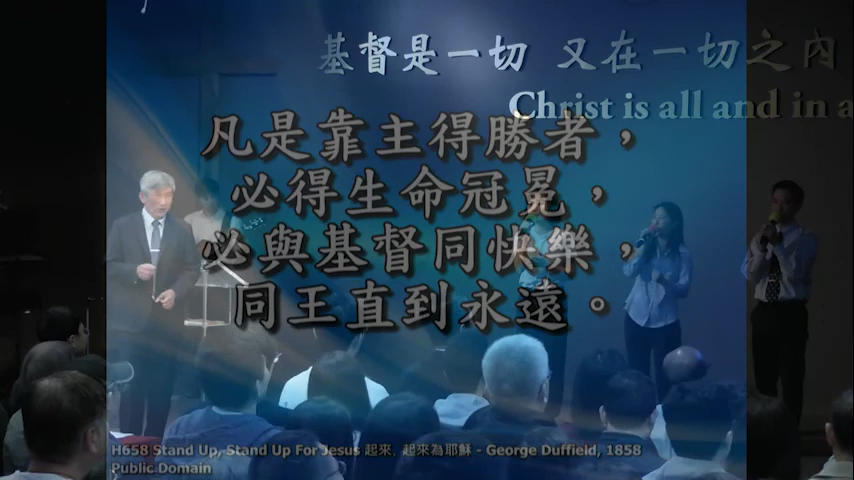 基督是一切 又在一切之內
Christ is all and in a
凡是靠主得勝者，
必得生命冠冕，
必與基督同快樂，
同王直到永遠。
H658 Stand Up, Stand Up For Jesus 起來，起來為耶穌 - George Duffield, 1858
Public Domain